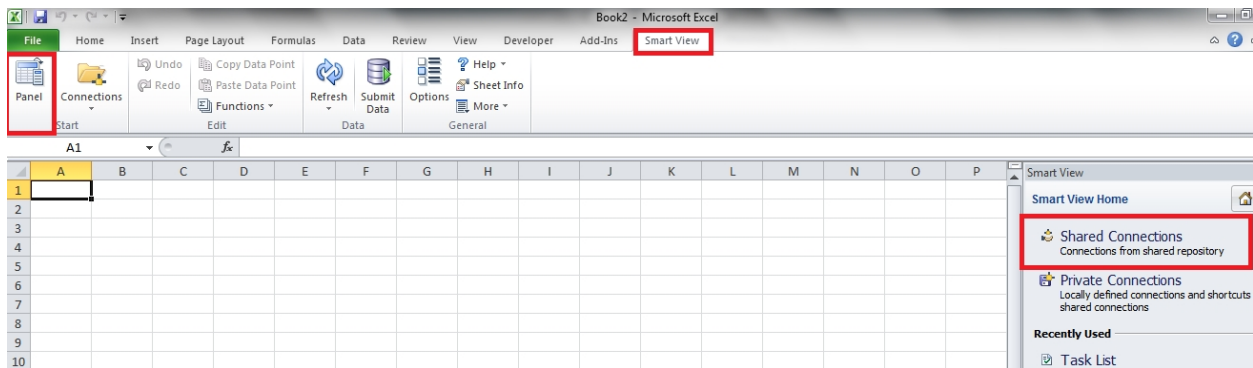 Book2 - Microsoft Excel
File Home Insert Page Layout Formulas Data Review View Developer Add-Ins Smart View
Panel
Connections
Undo
Redo
Copy Data Point
Paste Data Point
Functions
Refresh
Submit Data
Options
Help
Sheet Info
More
Start Edit Data General
A1 fx
A B C D E F G H I J K L M N O P
1
2
3
4
5
6
7
8
9
10
Smart View
Smart View Home
Shared Connections
Connections from shared repository
Private Connections
Locally defined connections and shortcuts
shared connections
Recently Used
Task List